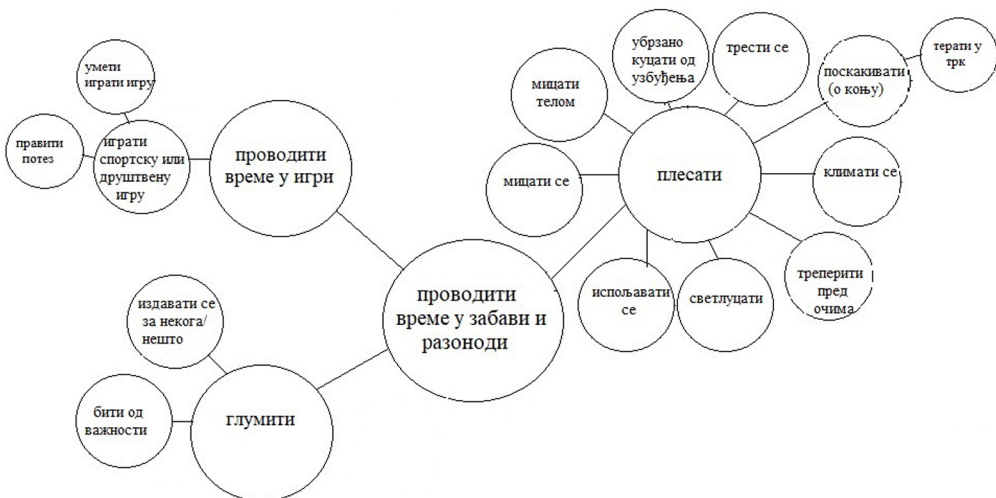 умети
играти игру
правити
потез
играти
спортску или
друштвену
игру
проводити
време у игри
мицати
телом
убрзано
куцати од
узбуђења
трести се
поскакивати
(о коњу)
терати у
трк
мицати се
плесати
климати се
треперити
пред
очима
светлуцати
испољавати
се
проводити
време у забави и
разоноди
издавати се
за некога/
нешто
бити од
важности
глумити